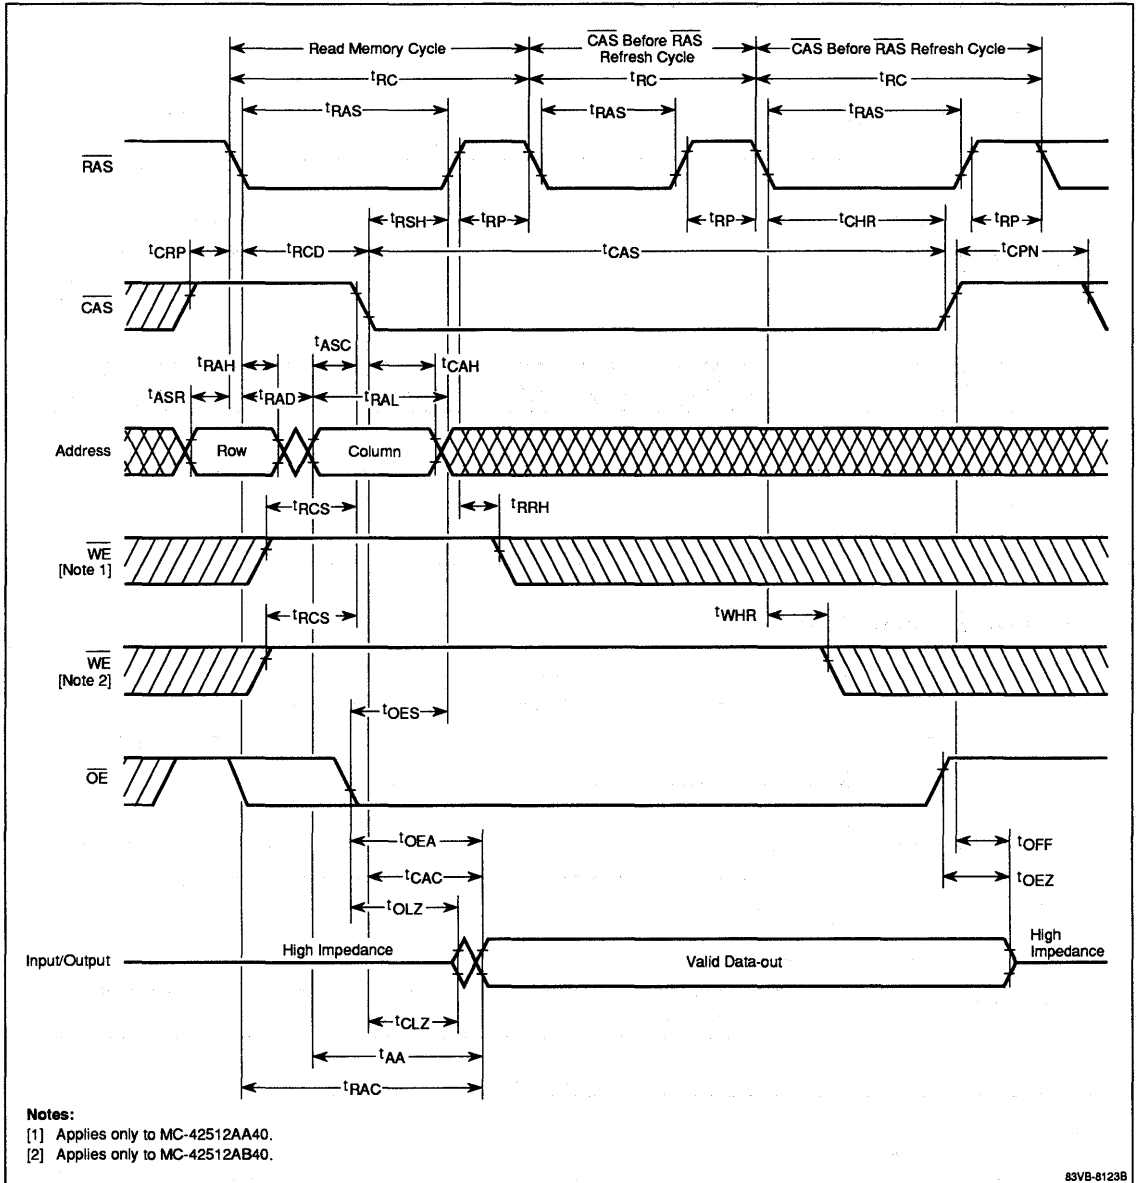 Read Memory Cycle
CAS Before RAS
Refresh Cycle
CAS Before RAS Refresh Cycle
tRC
tRC
tRC
tRAS
tRAS
tRAS
RAS
tRSH
tRP
tRP
tCHR
tRP
tCRP
tRCD
tCAS
tCPN
CAS
tASC
tRAH
tCAH
tASR
tRAD
tRAL
Address
Row
Column
tRCS
tRRH
WE
[Note 1]
tRCS
tWHR
WE
[Note 2]
tOES
OE
tOEA
tOFF
tCAC
tOEZ
tOLZ
Input/Output
High Impedance
Valid Data-out
High
Impedance
tCLZ
tAA
tRAC
Notes:
[1] Applies only to MC-42512AA40.
[2] Applies only to MC-42512AB40.
83VB-8123B